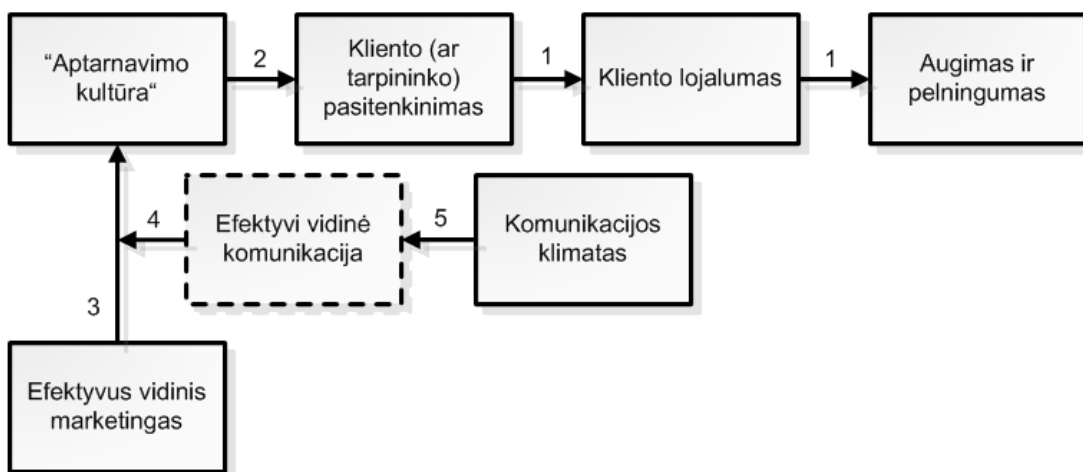 “Aptarnavimo
kultūra“
2
Kliento (ar
tarpininko)
pasitenkinimas
1
Kliento lojalumas
1
Augimas ir
pelningumas
4
Efektyvi vidinė
komunikacija
5
Komunikacijos
klimatas
3
Efektyvus vidinis
marketingas